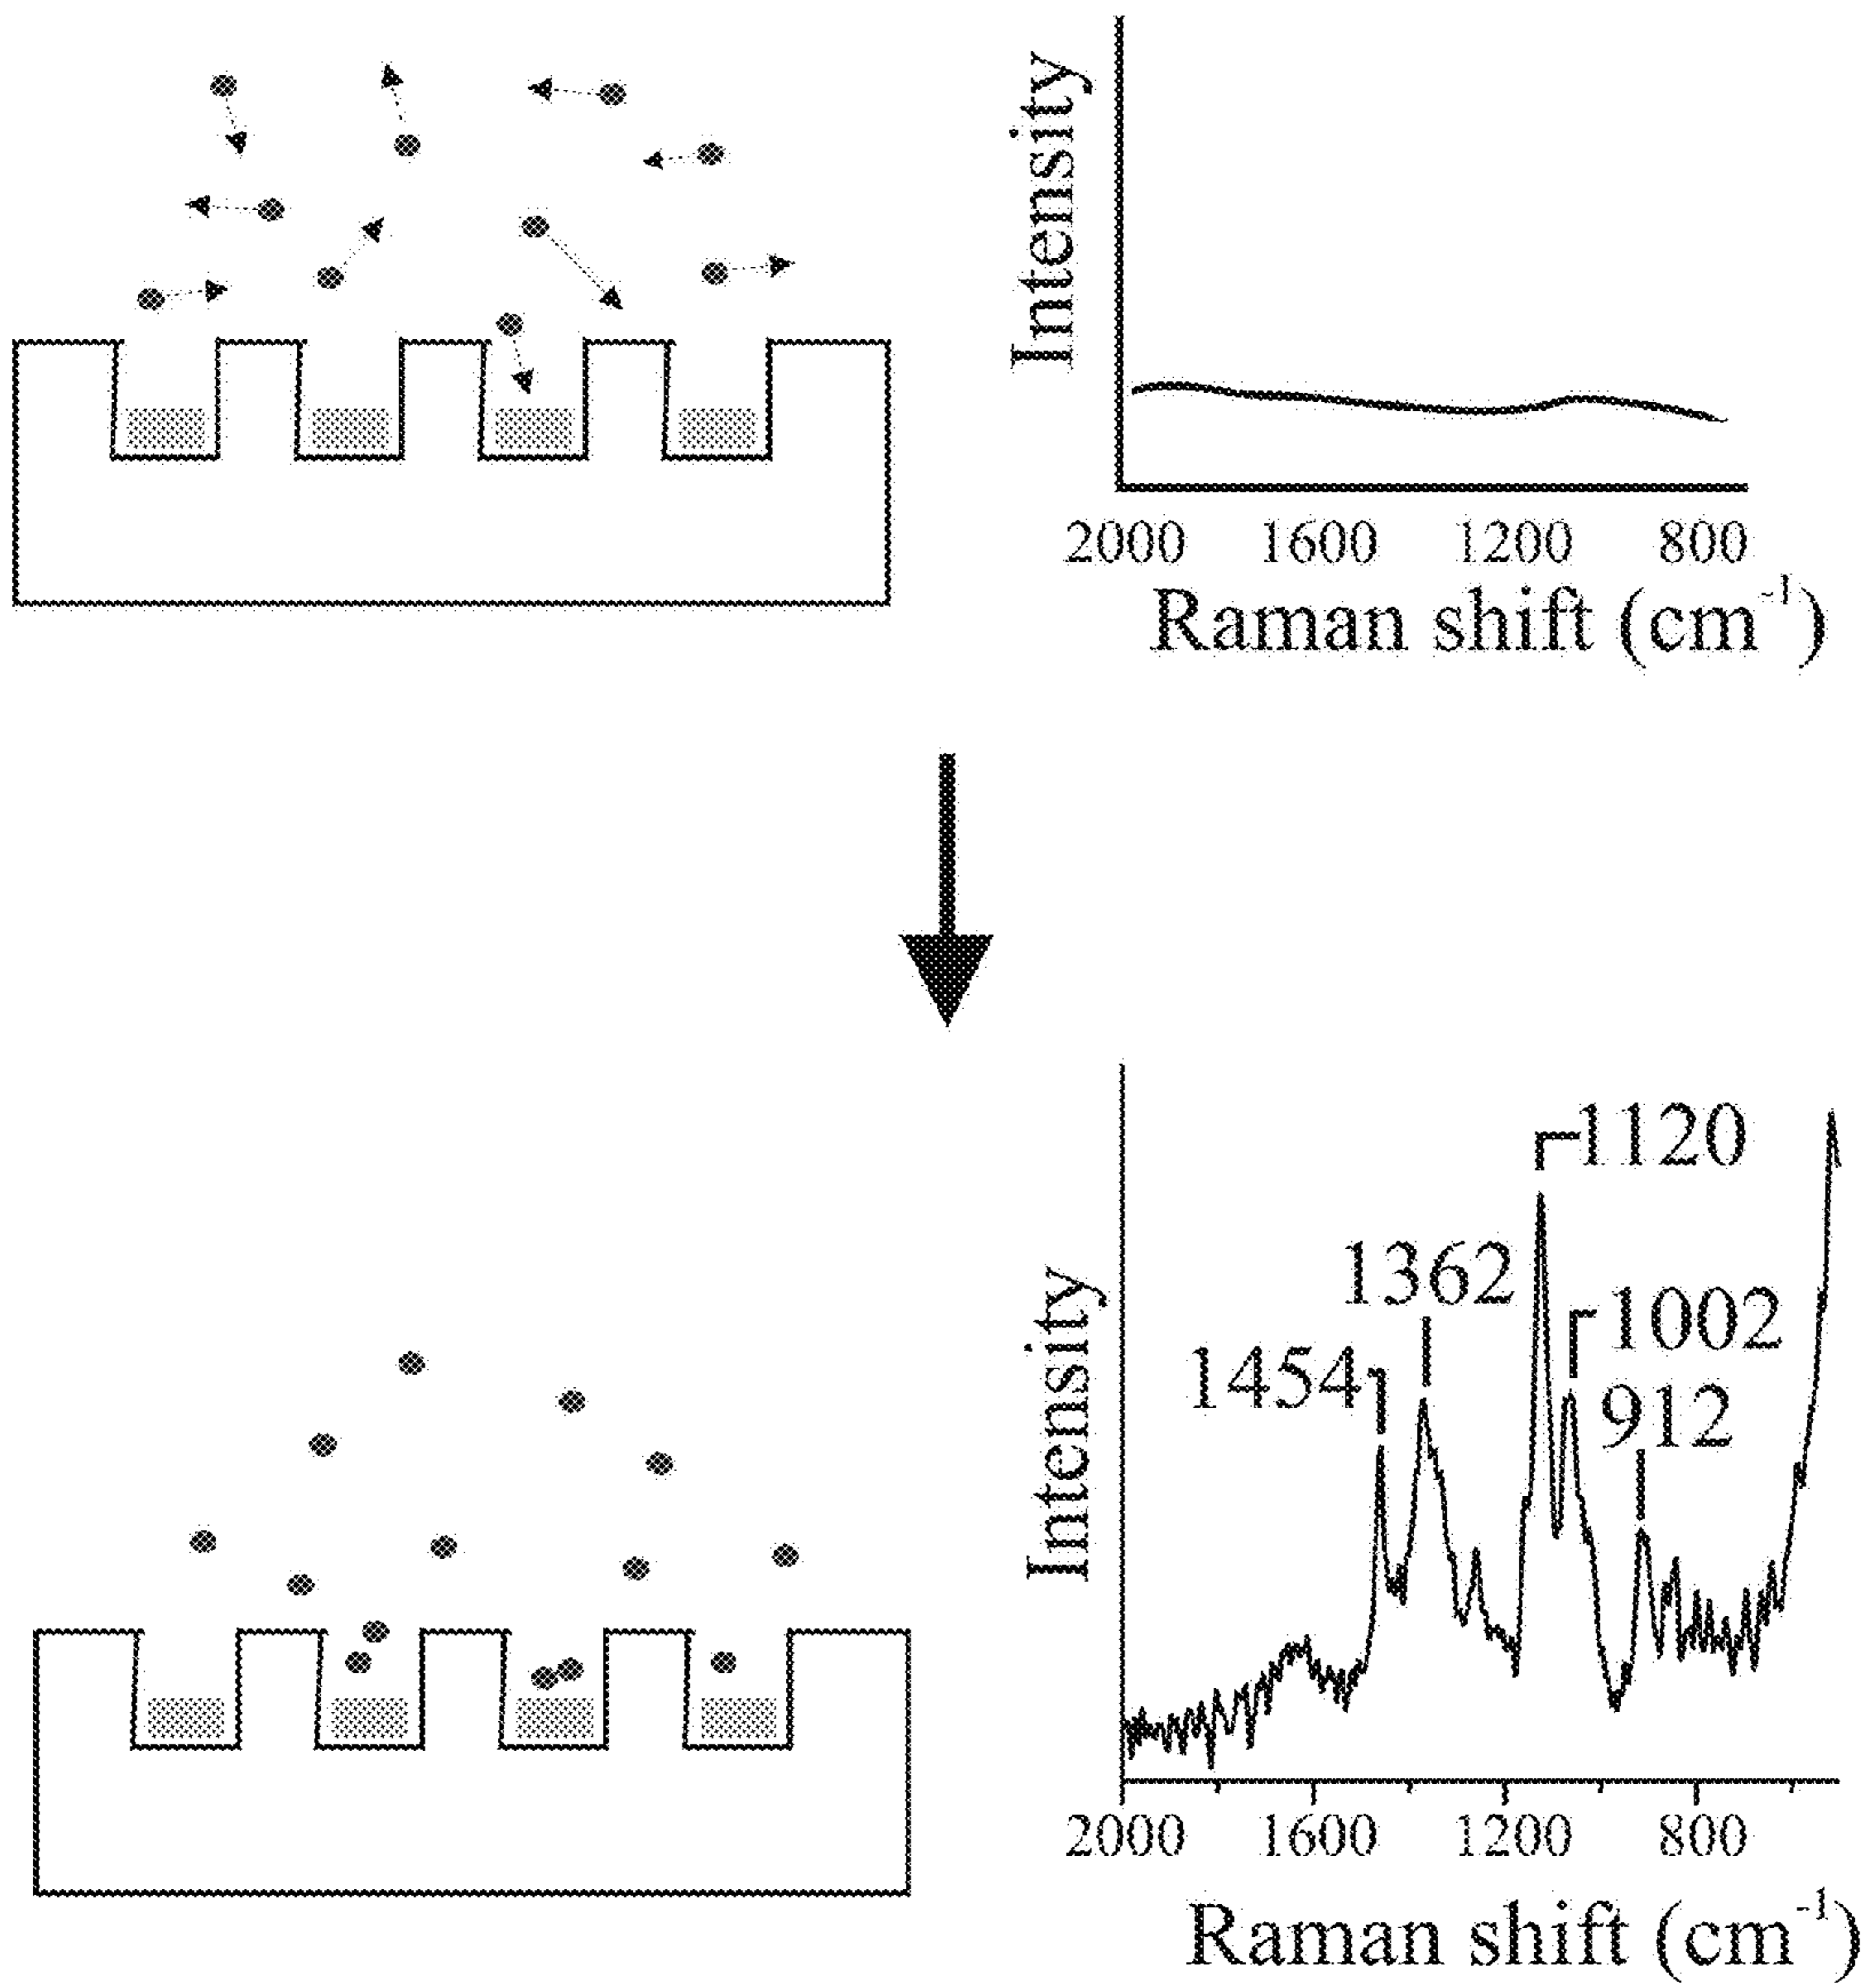 Intensity
2000 1600 1200 800
Raman shift (cm-1)
1120
1362
1002
1454
912
Intensity
2000 1600 1200 800
Raman shift (cm-1)